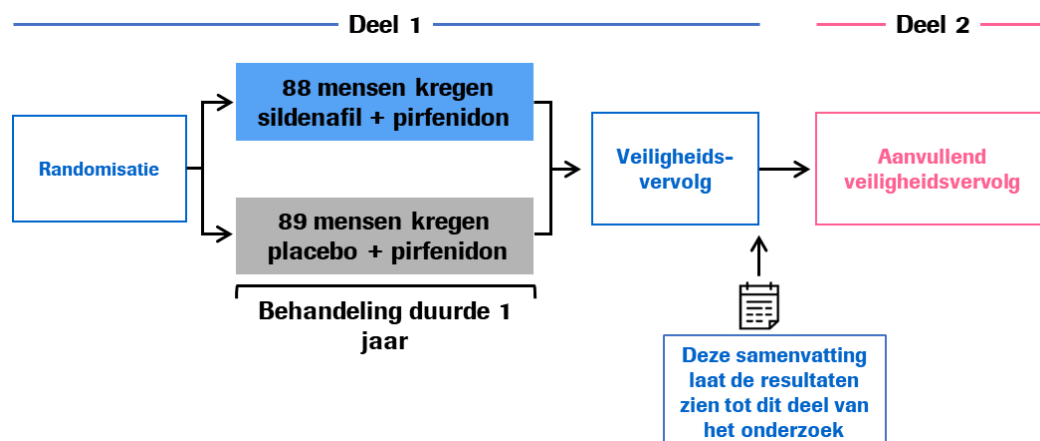 Deel 1
Deel 2
88 mensen kregen
sildenafil + pirfenidon
Randisatie
89 mensen kregen
placebo + pirfenidon
Behandeling duurde 1
jaar
Veiligheids-
vervolg
Aanvullend
veiligheidsvervolg
Deze samenvatting
laat de resultaten
zien tot dit deel van
het onderzoek